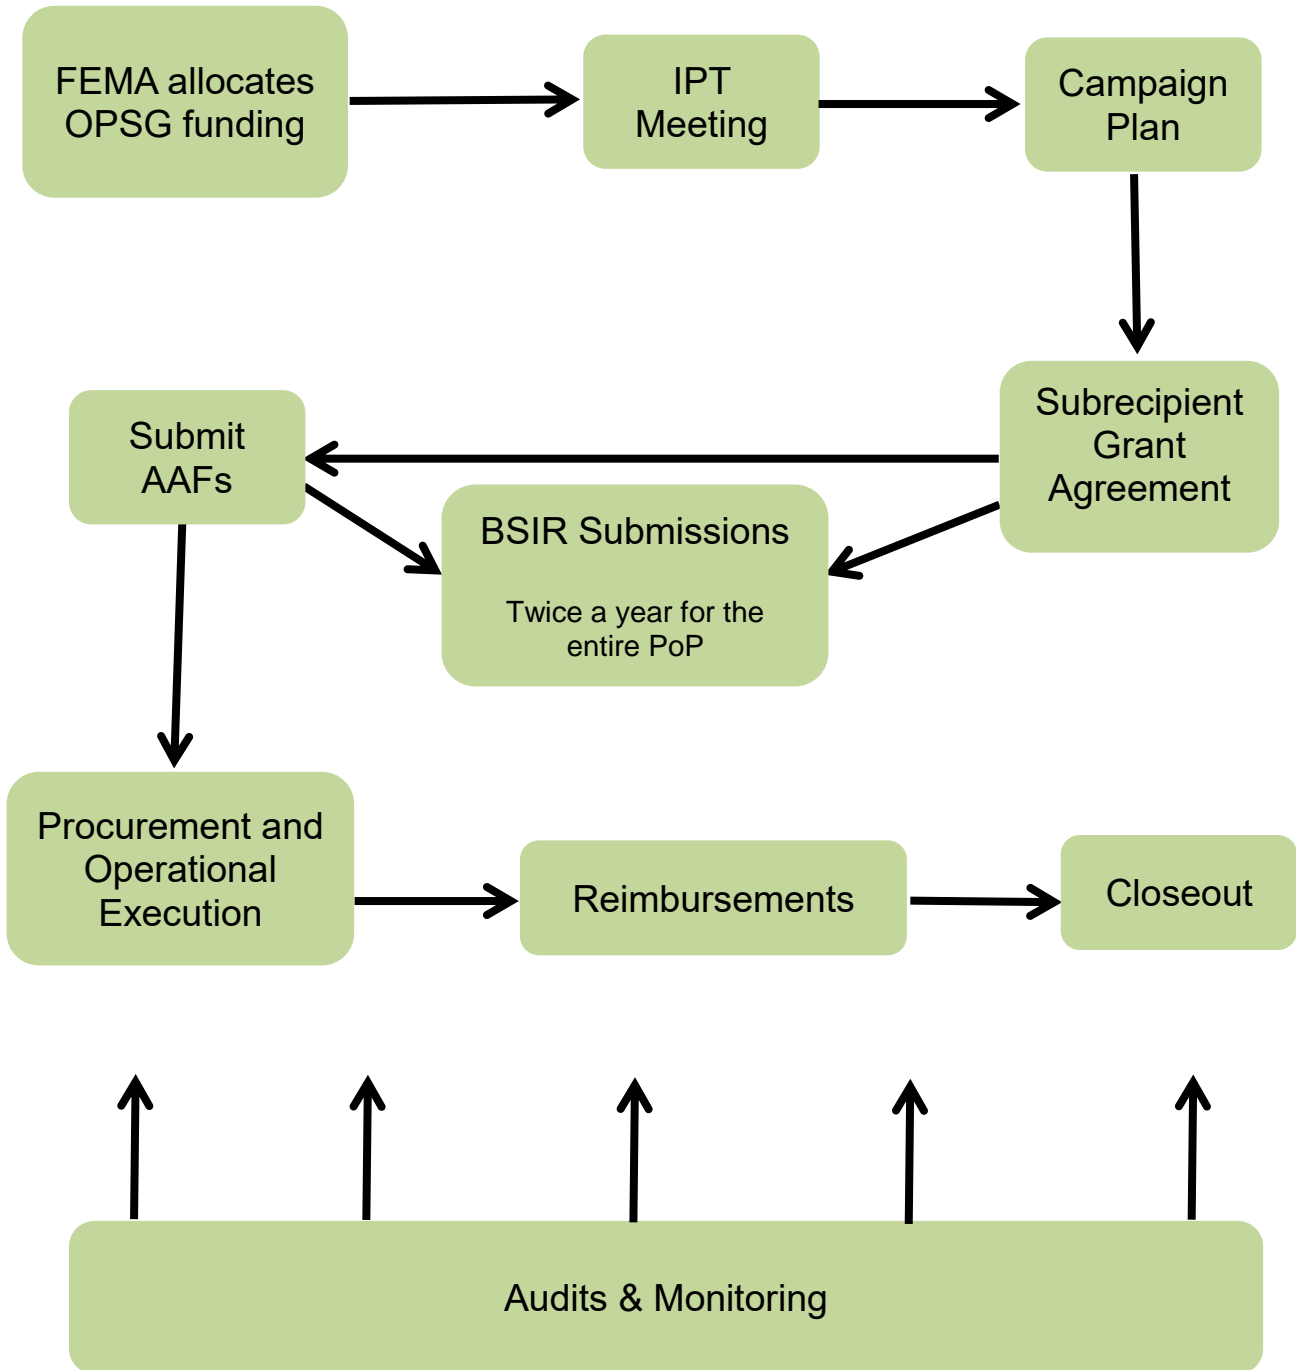 FEMA allocates
OPSG funding
IPT
Meeting
Campaign
Plan
Subrecipient
Grant
Agreement
Submit
AAFs
BSIR Submissions
Twice a year for the
entire PoP
Procurement and
Operational
Execution
Reimbursements
Closeout
Audits & Monitoring